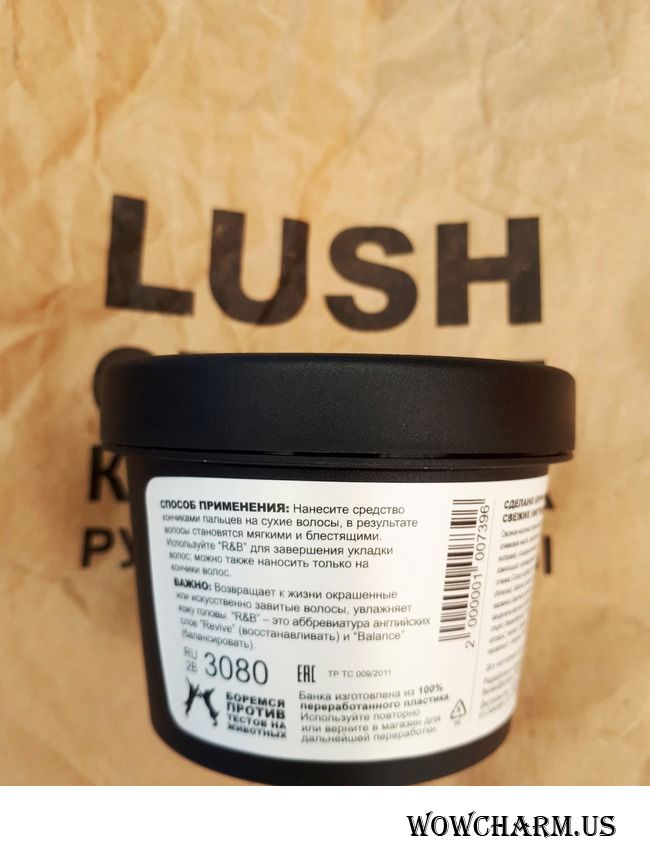 LUSH
СПОСОБ ПРИМЕНЕНИЯ: Нанесите средство
кончиками пальцев на сухие волосы, в результате
волосы становятся мягкими и блестящими.
Используйте "R&B" для завершения укладки
волос, можно также наносить только на
кончики волос.
ВАЖНО: Возвращает к жизни окрашенные
или искусственно завитые волосы, увлажняет
кожу головы. "R&B" – это аббревиатура английских
слов "Revive" (восстанавливать) и "Balance"
(балансировать).
RU
2B
3080
EAC
ТР ТС 009/2011
БОРЕМСЯ
ПРОТИВ
ТЕСТОВ НА
ЖИВОТНЫХ
Банка изготовлена из 100%
переработанного пластика.
Используйте повторно
или верните в магазин для
дальнейшей переработки.
2 000001 007396
СДЕЛАНО
СВЕЖИХ
WOWCHARM.US